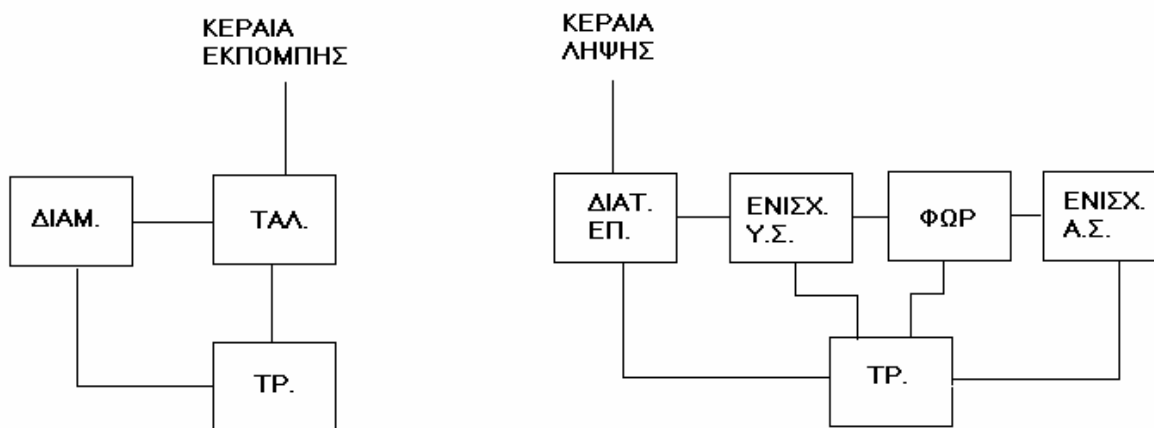 ΚΕΡΑΙΑ
ΕΚΠΟΜΠΗΣ
ΔΙΑΜ.
ΤΑΛ.
ΤΡ.
ΚΕΡΑΙΑ
ΛΗΨΗΣ
ΔΙΑΤ.
ΕΠ.
ΕΝΙΣΧ.
Υ.Σ.
ΦΩΡ
ΕΝΙΣΧ.
Α.Σ.
ΤΡ.